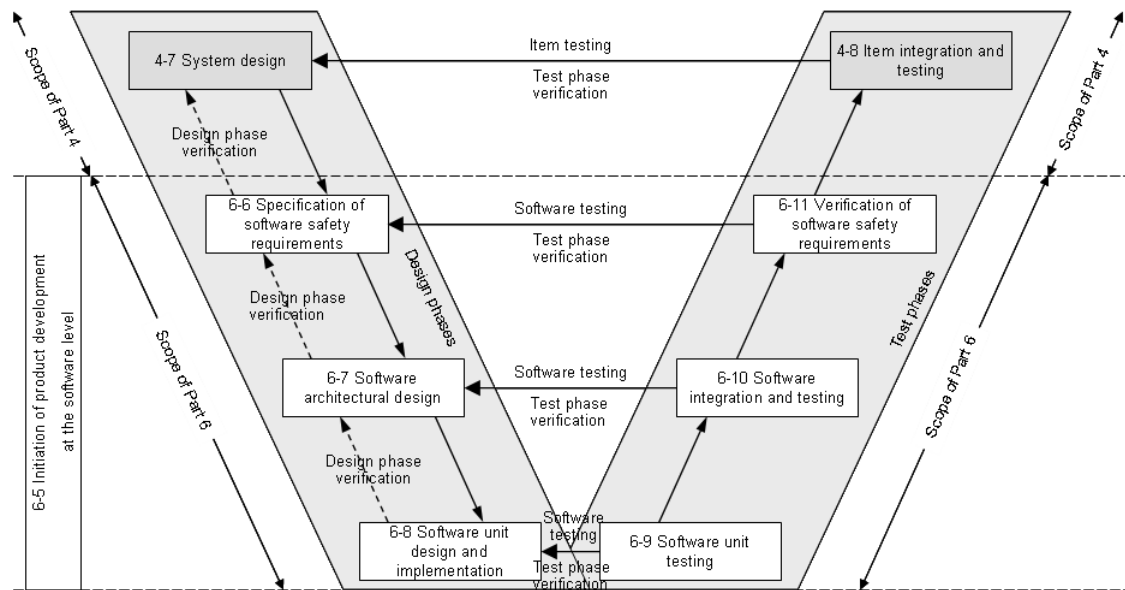 Scope of Part 4
4-7 System design
Item testing
Test phase
verification
4-8 Item integration and
testing
Scope of Part 4
Design phase
verification
6-5 Initiation of product development
at the software level
Scope of Part 6
6-6 Specification of
software safety
requirements
Software testing
Test phase
verification
6-11 Verification of
software safety
requirements
Design phases
Test phases
Design phase
verification
6-7 Software
architectural design
Software testing
Test phase
verification
6-10 Software
integration and testing
Scope of Part 6
Design phase
verification
6-8 Software unit
design and
implementation
Software
testing
Test phase
verification
6-9 Software unit
testing